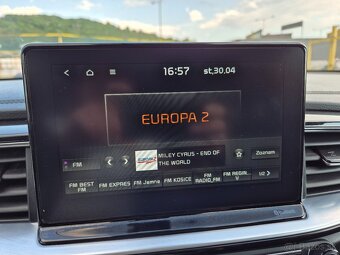 16:57 st,30.04
EUROPA 2
FM
MILEY CYRUS - END OF
THE WORLD
Zoznam
FM BEST
FM
FM EXPRES
FM Jemne
FM KOSICE
FM
RADIO_FM
FM REGIN
V
1/2 >